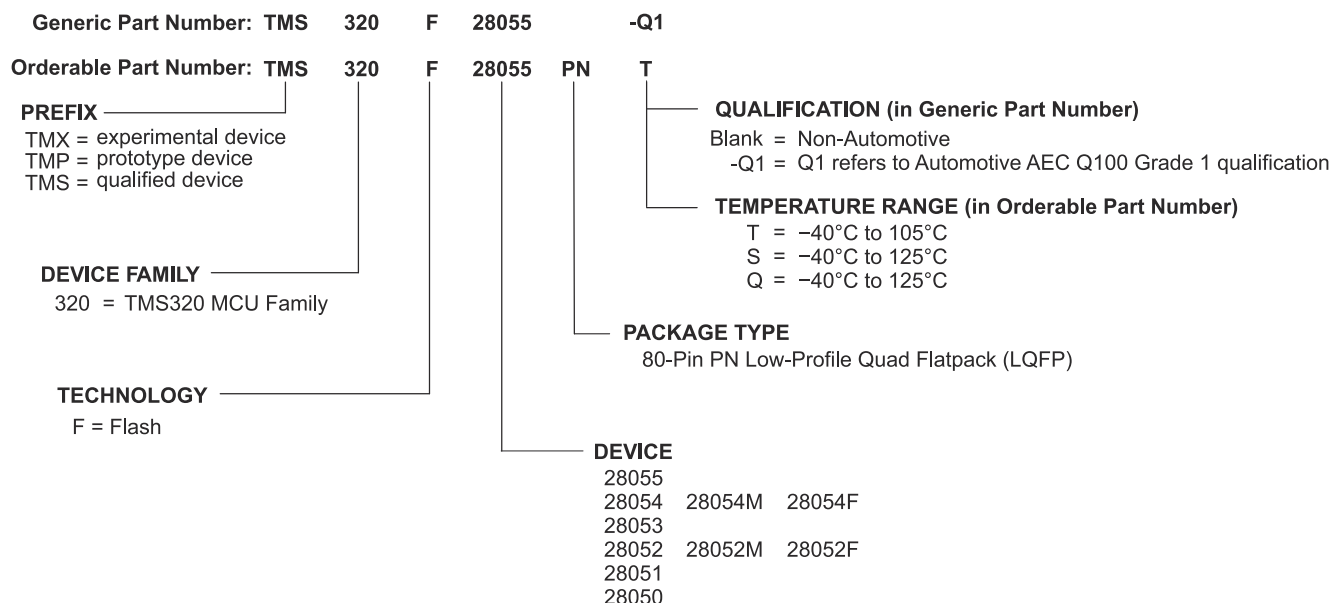 Generic Part Number: TMS 320 F 28055 -Q1
Orderable Part Number: TMS 320 F 28055 PN T
PREFIX
TMX = experimental device
TMP = prototype device
TMS = qualified device
QUALIFICATION (in Generic Part Number)
Blank = Non-Automotive
-Q1 = Q1 refers to Automotive AEC Q100 Grade 1 qualification
TEMPERATURE RANGE (in Orderable Part Number)
T = −40°C to 105°C
S = −40°C to 125°C
Q = −40°C to 125°C
DEVICE FAMILY
320 = TMS320 MCU Family
PACKAGE TYPE
80-Pin PN Low-Profile Quad Flatpack (LQFP)
TECHNOLOGY
F = Flash
DEVICE
28055
28054 28054M 28054F
28053
28052 28052M 28052F
28051
28050